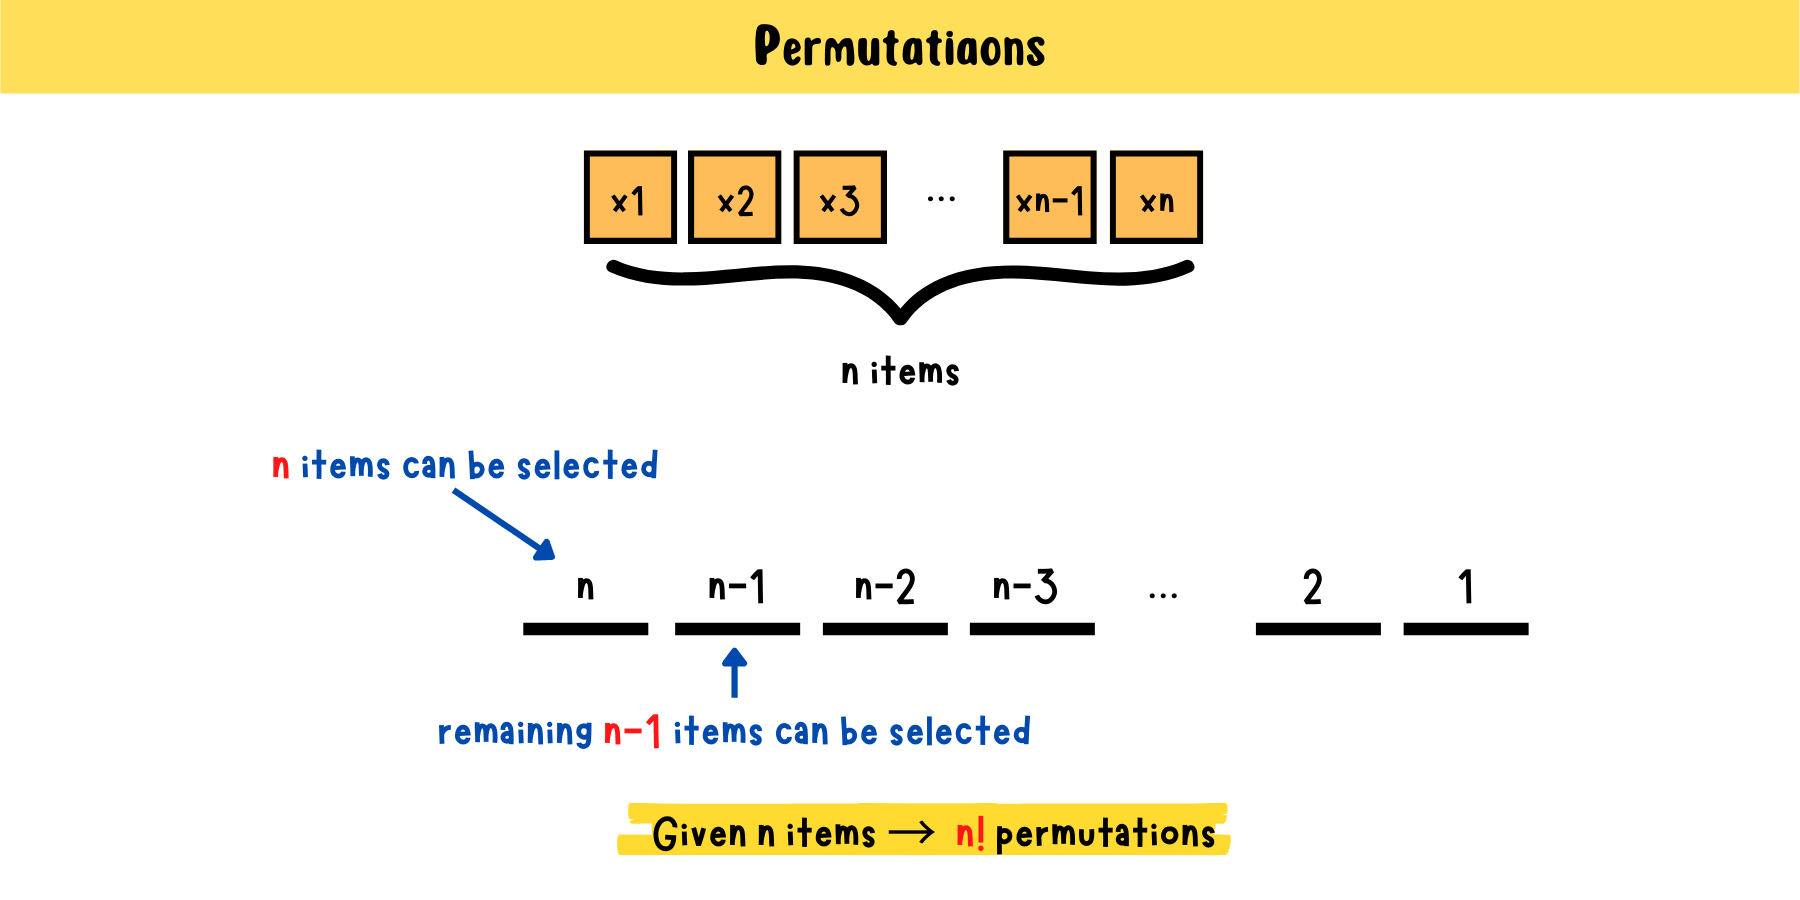 Permutatiaons
x1 x2 x3 ... xn-1 xn
n items
n items can be selected
n n-1 n-2 n-3 ... 2 1
remaining n-1 items can be selected
Given n items → n! permutations